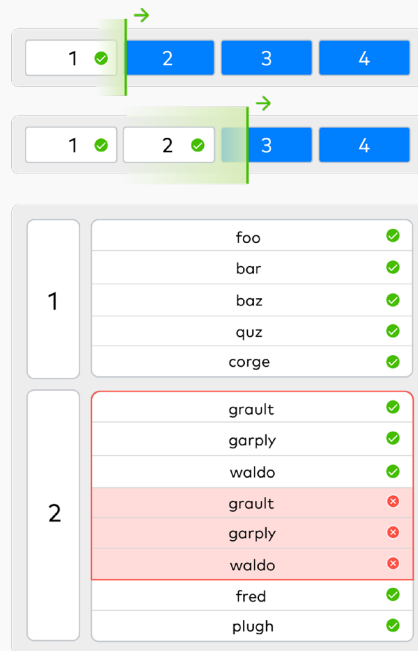 1 2 3 4
1 2 3 4
1
foo
bar
baz
quz
corge
2
grault
garply
waldo
grault
garply
waldo
fred
plugh